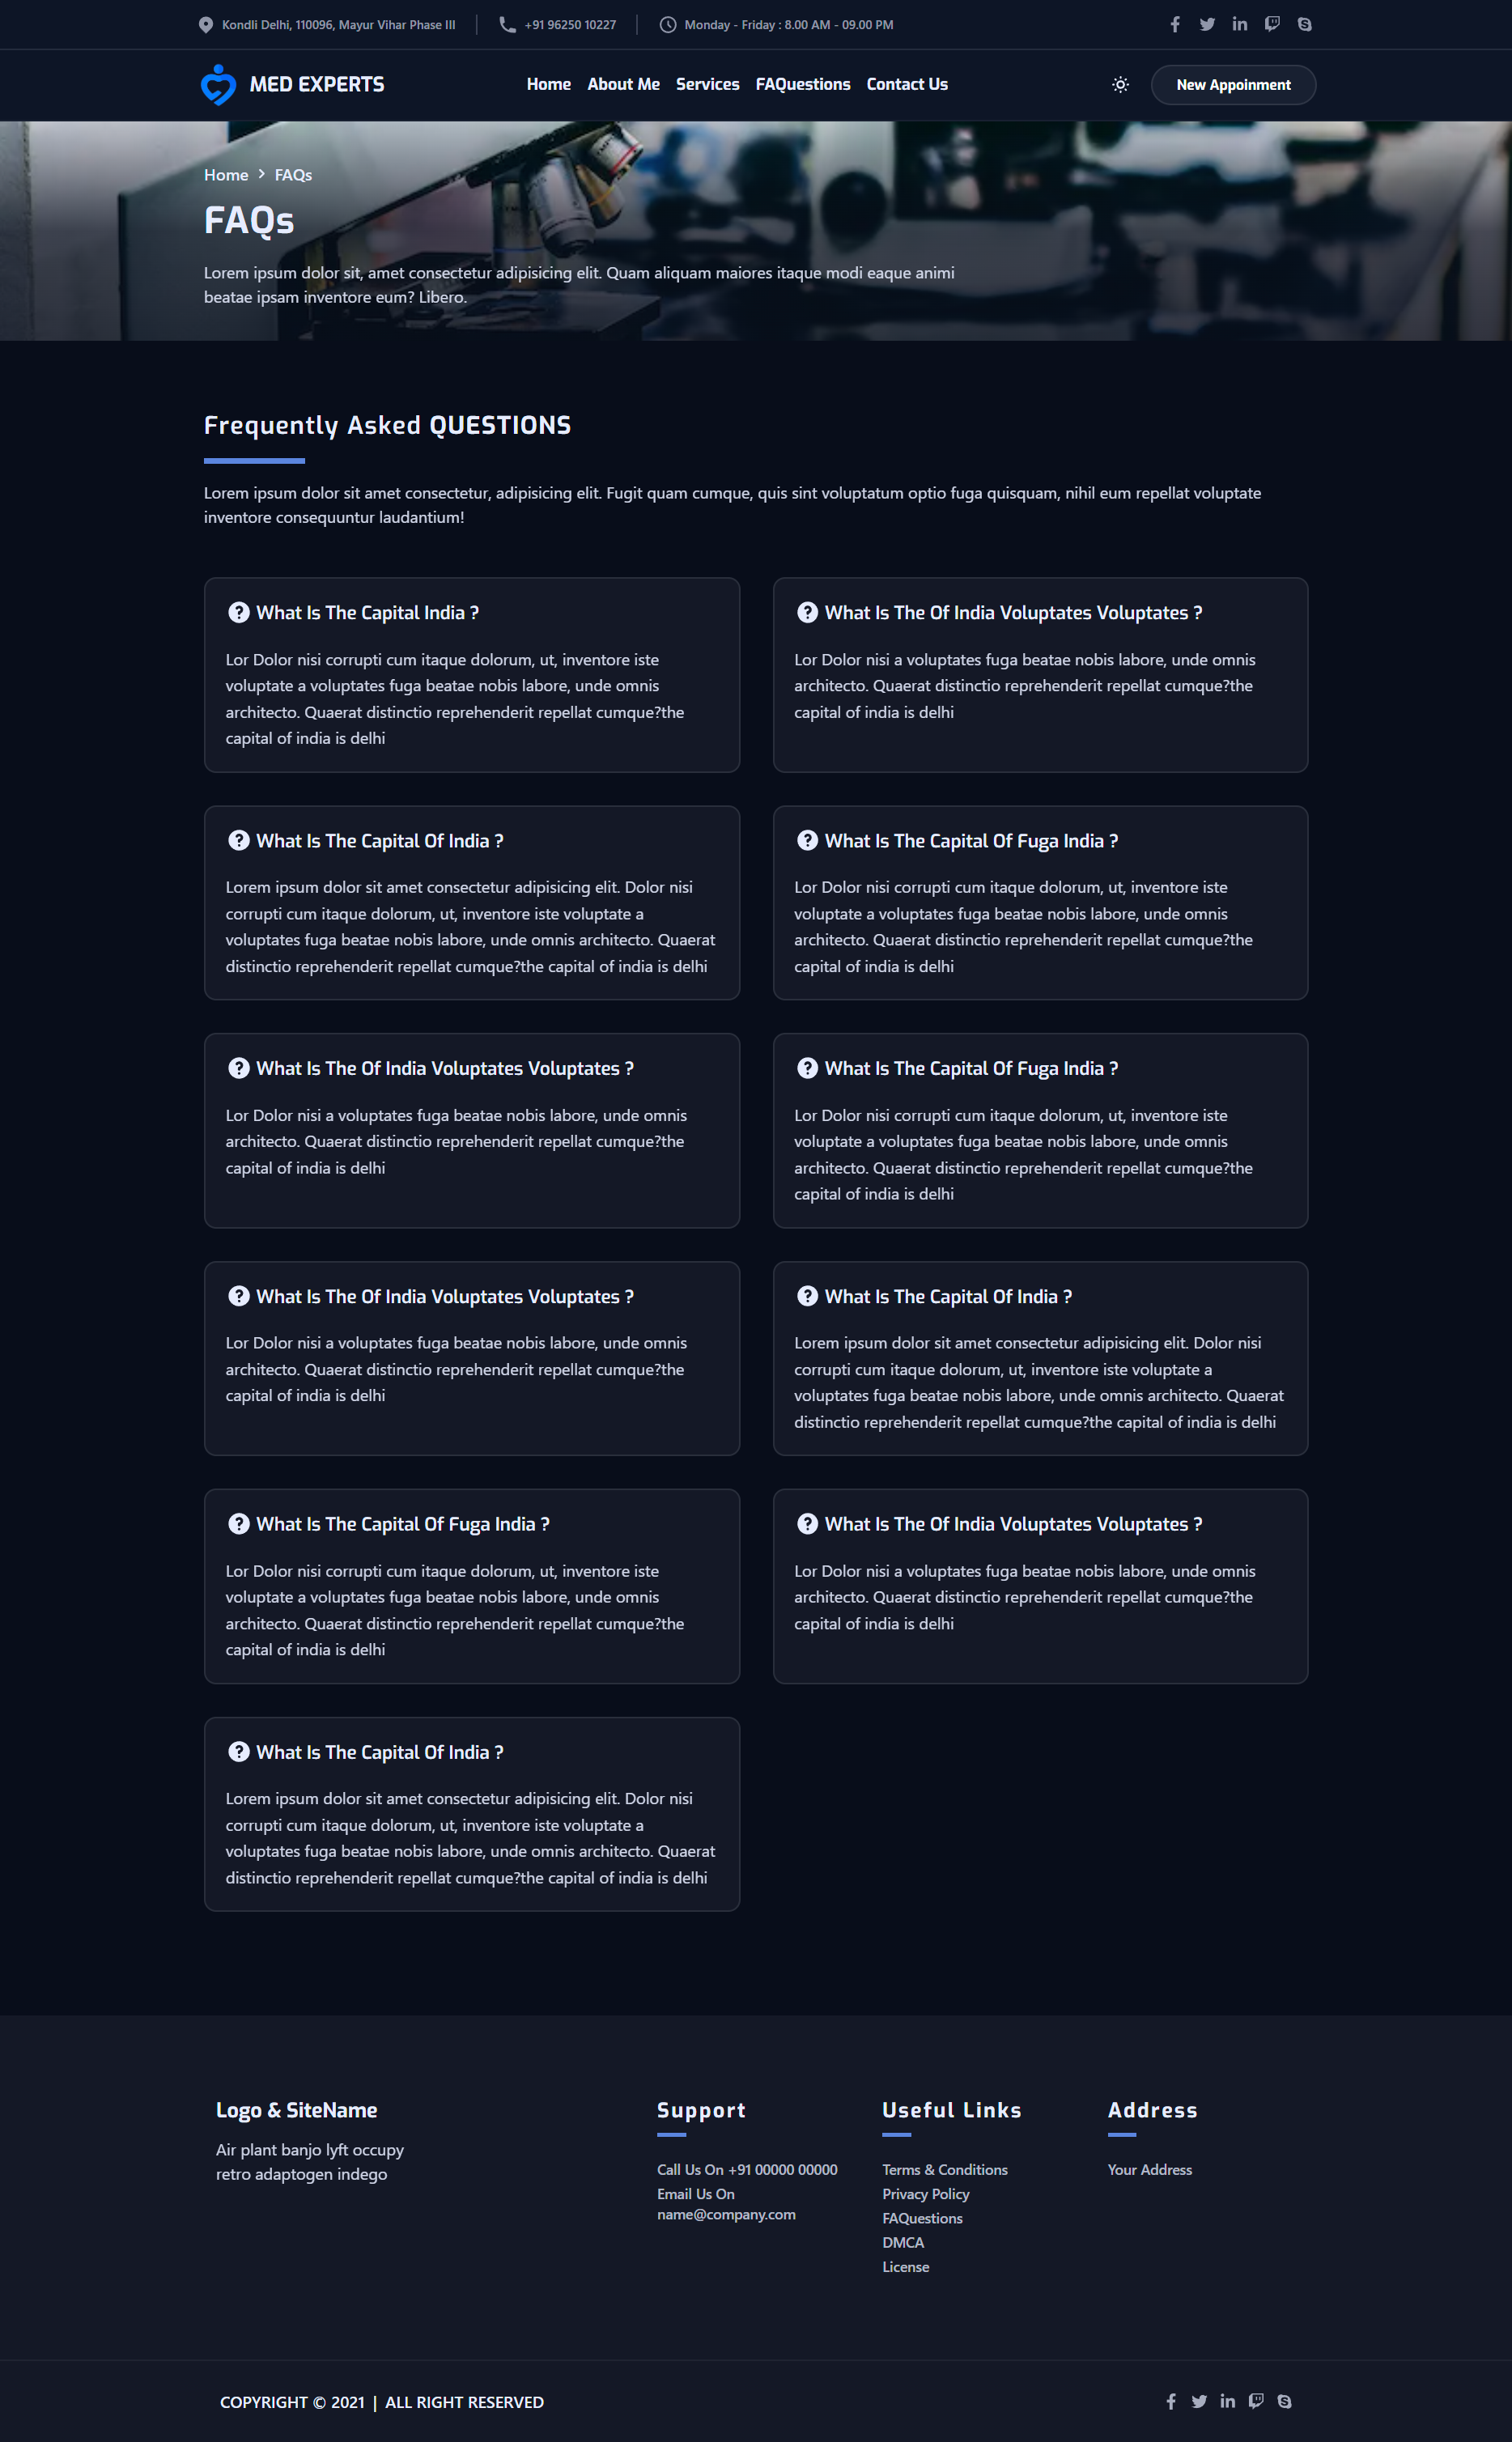 Kondli Delhi, 110096, Mayur Vihar Phase III
+91 96250 10227
Monday - Friday : 8.00 AM - 09.00 PM
MED EXPERTS
Home About Me Services FAQuestions Contact Us
New Appoinment
Home > FAQs
FAQs
Lorem ipsum dolor sit, amet consectetur adipisicing elit. Quam aliquam maiores itaque modi eaque animi
beatae ipsam inventore eum? Libero.
Frequently Asked QUESTIONS
Lorem ipsum dolor sit amet consectetur, adipisicing elit. Fugit quam cumque, quis sint voluptatum optio fuga quisquam, nihil eum repellat voluptate
inventore consequuntur laudantium!
What Is The Capital India ?
Lor Dolor nisi corrupti cum itaque dolorum, ut, inventore iste
voluptate a voluptates fuga beatae nobis labore, unde omnis
architecto. Quaerat distinctio reprehenderit repellat cumque?the
capital of india is delhi
What Is The Of India Voluptates Voluptates ?
Lor Dolor nisi a voluptates fuga beatae nobis labore, unde omnis
architecto. Quaerat distinctio reprehenderit repellat cumque?the
capital of india is delhi
What Is The Capital Of India ?
Lorem ipsum dolor sit amet consectetur adipisicing elit. Dolor nisi
corrupti cum itaque dolorum, ut, inventore iste voluptate a
voluptates fuga beatae nobis labore, unde omnis architecto. Quaerat
distinctio reprehenderit repellat cumque?the capital of india is delhi
What Is The Capital Of Fuga India ?
Lor Dolor nisi corrupti cum itaque dolorum, ut, inventore iste
voluptate a voluptates fuga beatae nobis labore, unde omnis
architecto. Quaerat distinctio reprehenderit repellat cumque?the
capital of india is delhi
What Is The Of India Voluptates Voluptates ?
Lor Dolor nisi a voluptates fuga beatae nobis labore, unde omnis
architecto. Quaerat distinctio reprehenderit repellat cumque?the
capital of india is delhi
What Is The Capital Of Fuga India ?
Lor Dolor nisi corrupti cum itaque dolorum, ut, inventore iste
voluptate a voluptates fuga beatae nobis labore, unde omnis
architecto. Quaerat distinctio reprehenderit repellat cumque?the
capital of india is delhi
What Is The Of India Voluptates Voluptates ?
Lor Dolor nisi a voluptates fuga beatae nobis labore, unde omnis
architecto. Quaerat distinctio reprehenderit repellat cumque?the
capital of india is delhi
What Is The Capital Of India ?
Lorem ipsum dolor sit amet consectetur adipisicing elit. Dolor nisi
corrupti cum itaque dolorum, ut, inventore iste voluptate a
voluptates fuga beatae nobis labore, unde omnis architecto. Quaerat
distinctio reprehenderit repellat cumque?the capital of india is delhi
What Is The Capital Of Fuga India ?
Lor Dolor nisi corrupti cum itaque dolorum, ut, inventore iste
voluptate a voluptates fuga beatae nobis labore, unde omnis
architecto. Quaerat distinctio reprehenderit repellat cumque?the
capital of india is delhi
What Is The Of India Voluptates Voluptates ?
Lor Dolor nisi a voluptates fuga beatae nobis labore, unde omnis
architecto. Quaerat distinctio reprehenderit repellat cumque?the
capital of india is delhi
What Is The Capital Of India ?
Lorem ipsum dolor sit amet consectetur adipisicing elit. Dolor nisi
corrupti cum itaque dolorum, ut, inventore iste voluptate a
voluptates fuga beatae nobis labore, unde omnis architecto. Quaerat
distinctio reprehenderit repellat cumque?the capital of india is delhi
Logo & SiteName
Air plant banjo lyft occupy
retro adaptogen indego
Support
Call Us On +91 00000 00000
Email Us On
name@company.com
Useful Links
Terms & Conditions
Privacy Policy
FAQuestions
DMCA
License
Address
Your Address
COPYRIGHT © 2021 | ALL RIGHT RESERVED